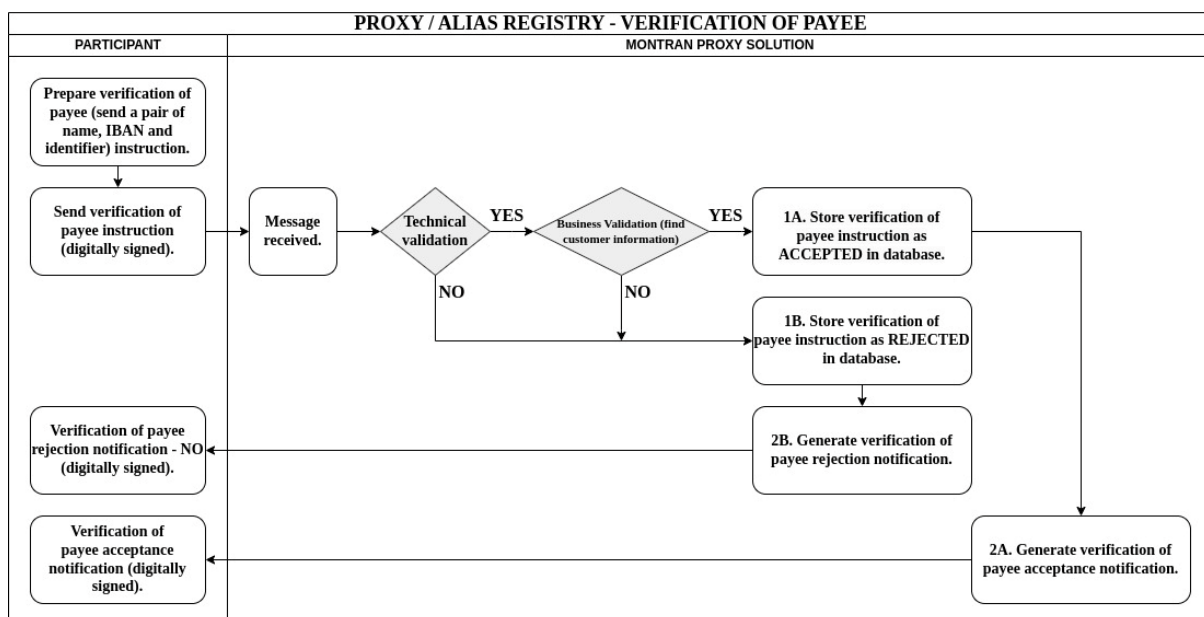 PROXY / ALIAS REGISTRY - VERIFICATION OF PAYEE
PARTICIPANT
MONTRAN PROXY SOLUTION
Prepare verification of
payee (send a pair of
name, IBAN and
identifier) instruction.
Send verification of
payee instruction
(digitally signed).
Message
received.
Technical
validation
YES
Business Validation (find
customer information)
YES
1A. Store verification of
payee instruction as
ACCEPTED in database.
NO
NO
1B. Store verification of
payee instruction as REJECTED
in database.
Verification of payee
rejection notification - NO
(digitally signed).
2B. Generate verification of
payee rejection notification.
Verification of
payee acceptance
notification (digitally
signed).
2A. Generate verification of
payee acceptance notification.